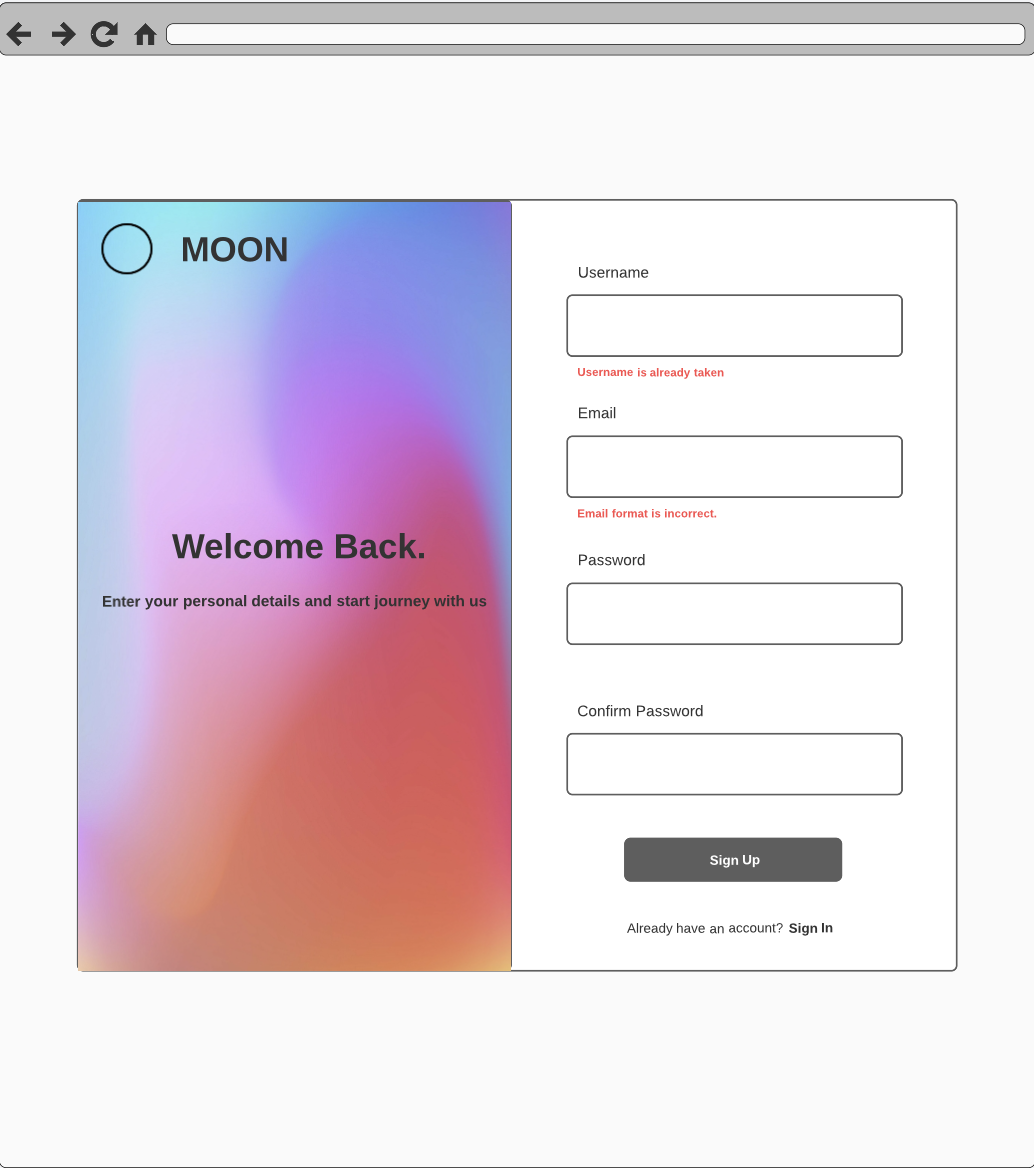 MOON
Welcome Back.
Enter your personal details and start journey with us
Username
Username is already taken
Email
Email format is incorrect.
Password
Confirm Password
Sign Up
Already have an account? Sign In